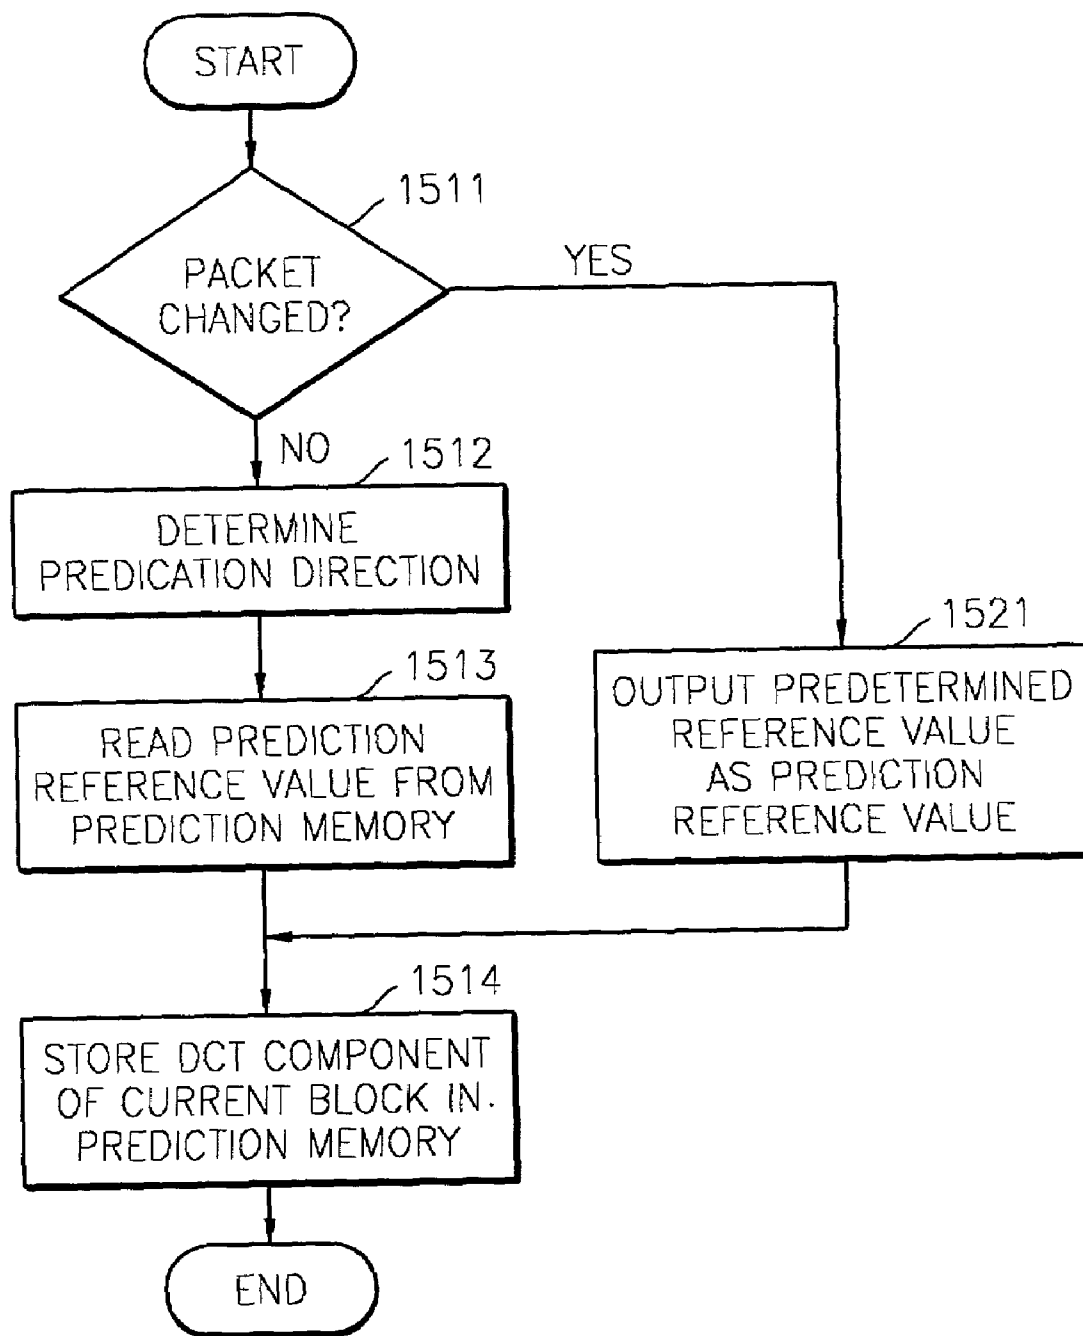 START
1511
PACKET
CHANGED?
YES
NO
1512
DETERMINE
PREDICATION DIRECTION
1513
READ PREDICTION
REFERENCE VALUE FROM
PREDICTION MEMORY
1521
OUTPUT PREDETERMINED
REFERENCE VALUE
AS PREDICTION
REFERENCE VALUE
1514
STORE DCT COMPONENT
OF CURRENT BLOCK IN.
PREDICTION MEMORY
END